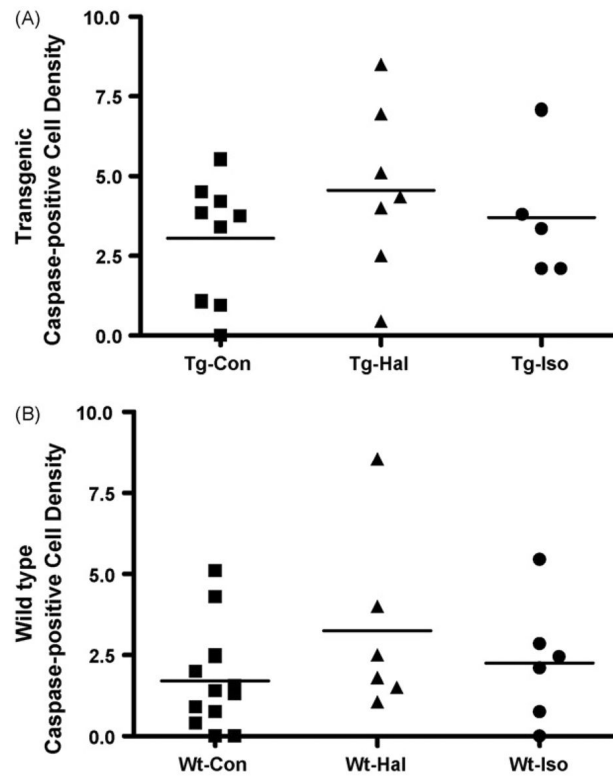 (A)
Transgenic
Caspase-positive Cell Density
10.0
7.5
5.0
2.5
0.0
Tg-Con Tg-Hal Tg-Iso
(B)
Wild type
Caspase-positive Cell Density
10.0
7.5
5.0
2.5
0.0
Wt-Con Wt-Hal Wt-Iso